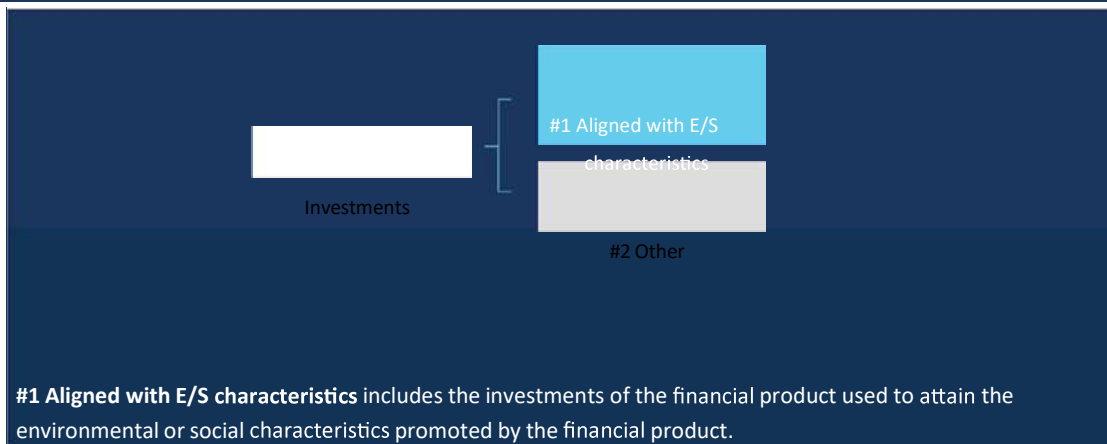 #1 Aligned with E/S
characteristics
Investments
#2 Other
#1 Aligned with E/S characteristics includes the investments of the financial product used to attain the
environmental or social characteristics promoted by the financial product.